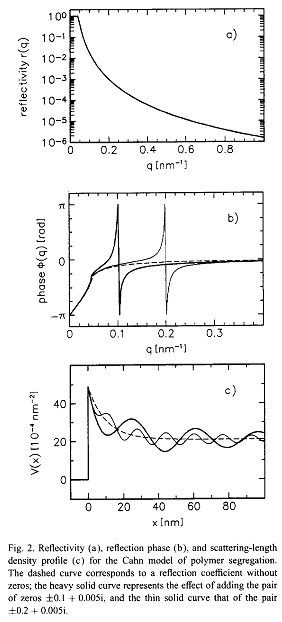 a)
reflectivity r(q)
10⁰
10⁻¹
10⁻²
10⁻³
10⁻⁴
10⁻⁵
10⁻⁶
0 0.2 0.4 0.6 0.8
q [nm⁻¹]
b)
phase Φ(q) [rad]
π
0
−π
0 0.1 0.2 0.3
q [nm⁻¹]
c)
V(x) [10⁻⁴ nm⁻²]
40
20
0
0 20 40 60 80
x [nm]
Fig. 2. Reflectivity (a), reflection phase (b), and scattering-length
density profile (c) for the Cahn model of polymer segregation.
The dashed curve corresponds to a reflection coefficient without
zeros; the heavy solid curve represents the effect of adding the pair
of zeros ±0.1 + 0.005i, and the thin solid curve that of the pair
±0.2 + 0.005i.